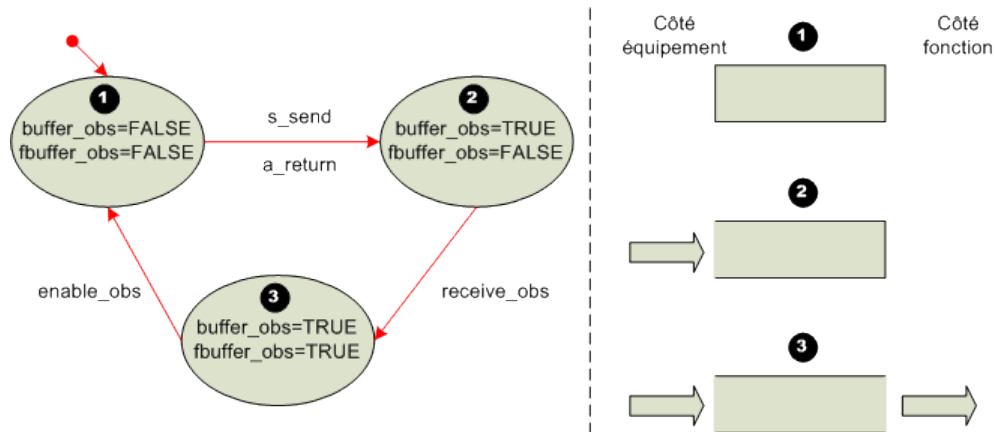 1
buffer_obs=FALSE
fbuffer_obs=FALSE
s_send
a_return
2
buffer_obs=TRUE
fbuffer_obs=FALSE
enable_obs
receive_obs
3
buffer_obs=TRUE
fbuffer_obs=TRUE
Côté
équipement
1
Côté
fonction
2
3